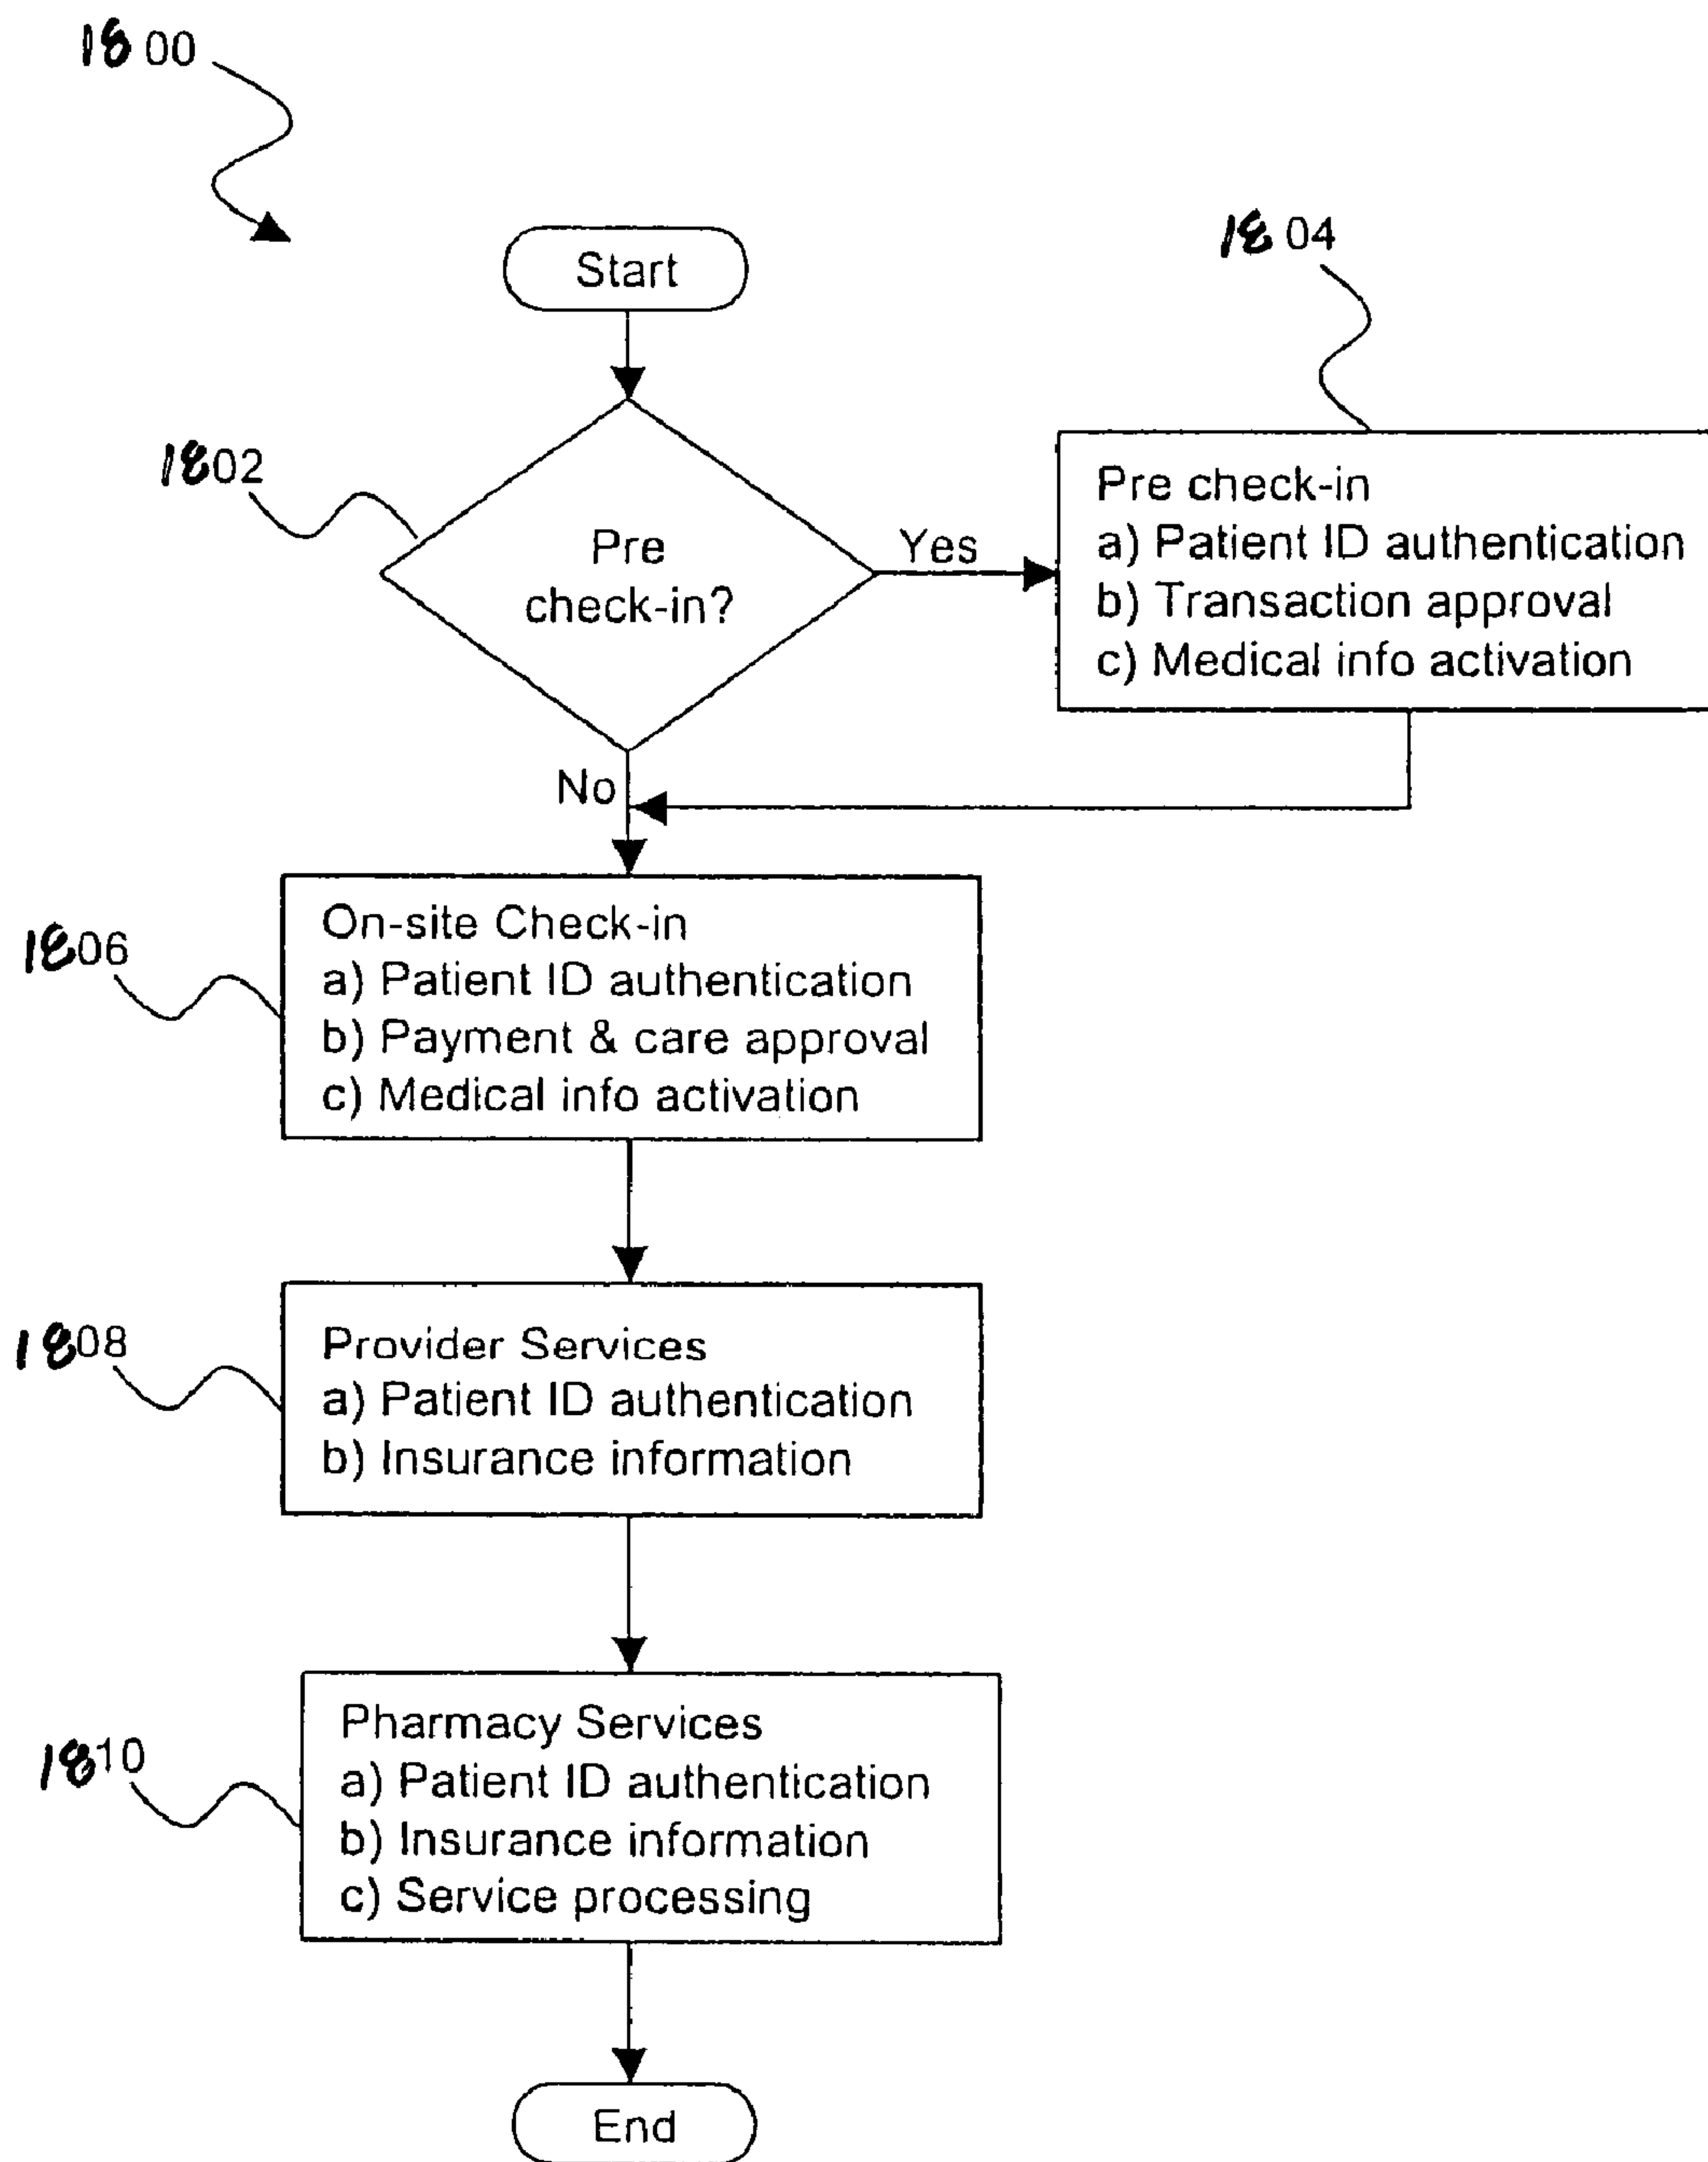 1800
Start
1804
1802
Pre
check-in?
Yes
Pre check-in
a) Patient ID authentication
b) Transaction approval
c) Medical info activation
No
1806
On-site Check-in
a) Patient ID authentication
b) Payment & care approval
c) Medical info activation
1808
Provider Services
a) Patient ID authentication
b) Insurance information
1810
Pharmacy Services
a) Patient ID authentication
b) Insurance information
c) Service processing
End